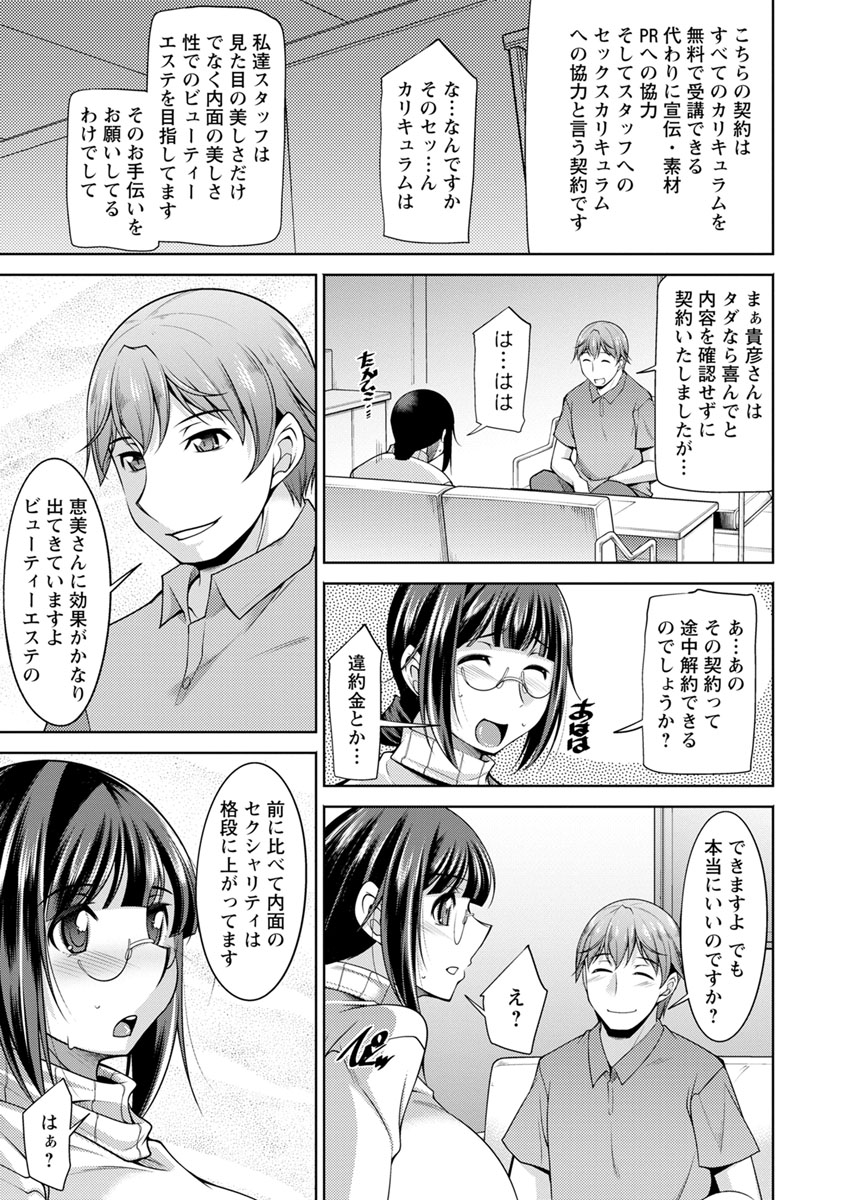 こちらの契約は
すべてのカリキュラムを
無料で受講できる
代わりに宣伝・素材
PRへの協力
そしてスタッフへの
セックスカリキュラム
への協力と言う契約です
な…なんですか
そのセッ…ん
カリキュラムは
私達スタッフは
見た目の美しさだけ
でなく内面の美しさ
性でのビューティー
エステを目指してます
そのお手伝いを
お願いしてる
わけでして
まぁ貴彦さんは
タダなら喜んでと
内容を確認せずに
契約いたしましたが…
は…はは
たんでに…
あ…あの
その契約って
途中解約できる
のでしょうか?
違約金とか…
あはは
できますよ でも
本当にいいのですか?
え?
ぴっ
恵美さんに効果がかなり
出てきていますよ
ビューティーエステの
前に比べて内面の
セクシャリティは
格段に上がってます
はぁ?